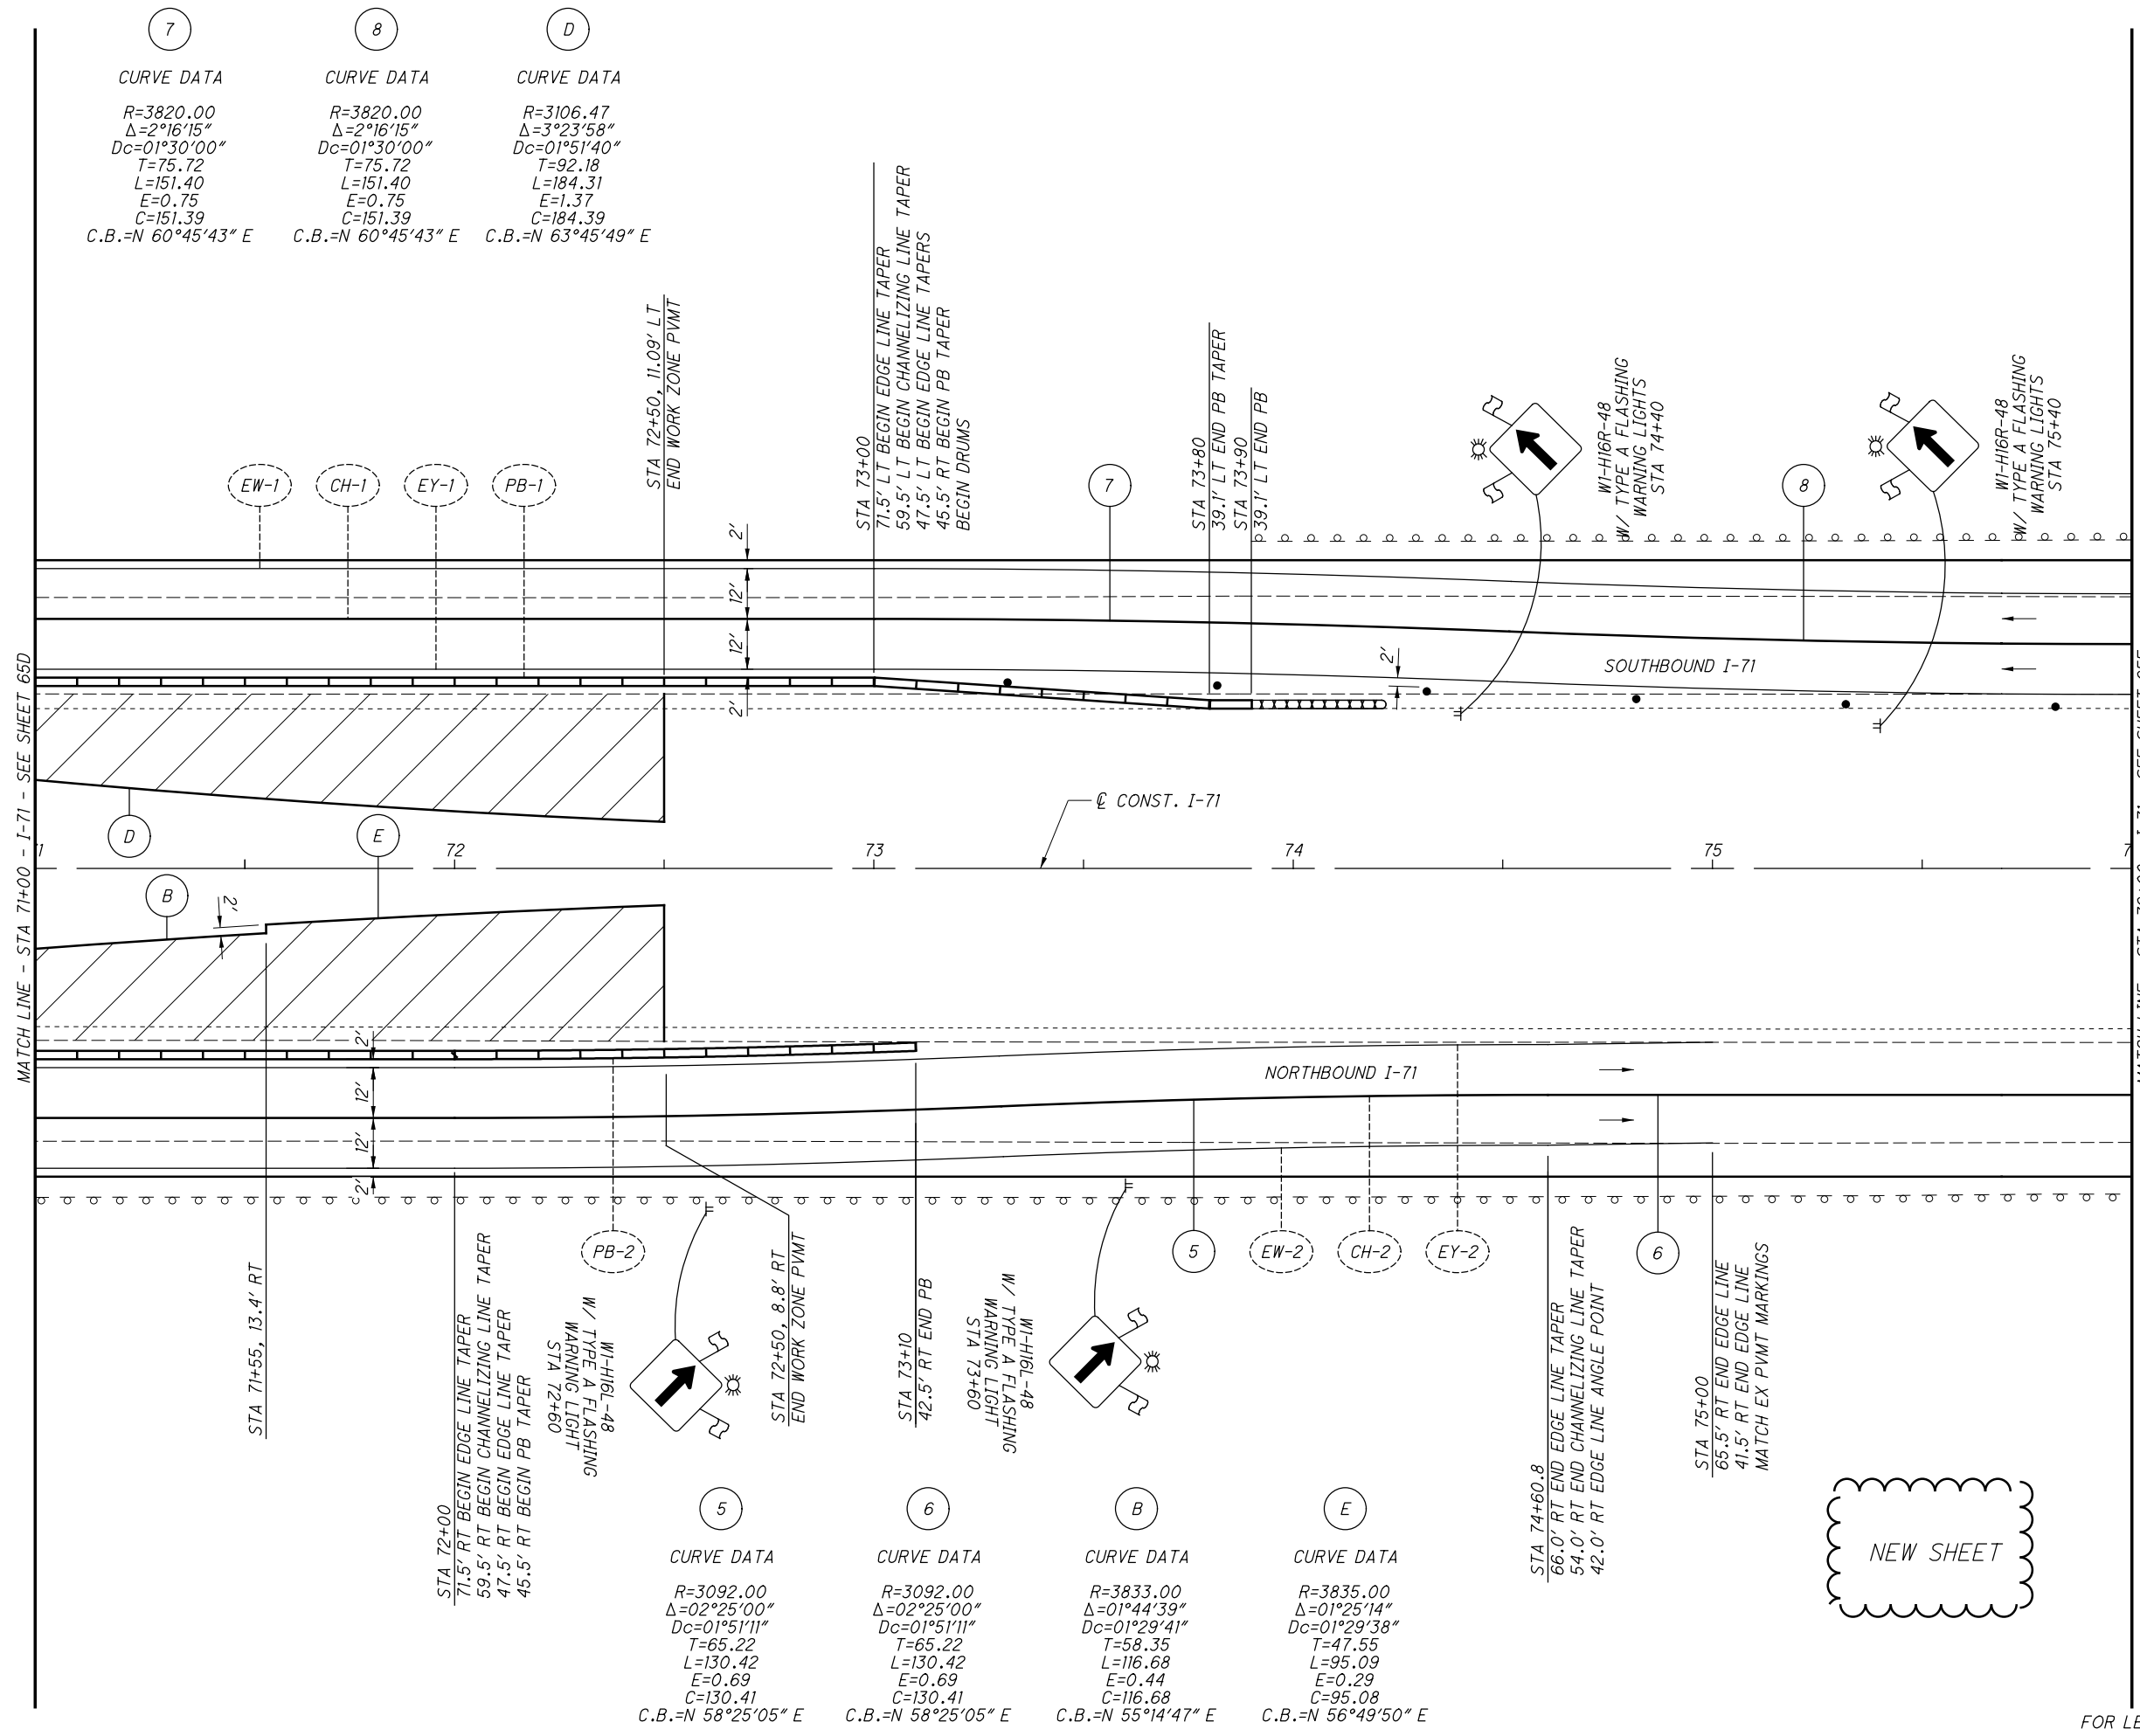 7
CURVE DATA
R=3820.00
Δ=2°16'15"
Dc=01°30'00"
T=75.72
L=151.40
E=0.75
C=151.39
C.B.=N 60°45'43" E
8
CURVE DATA
R=3820.00
Δ=2°16'15"
Dc=01°30'00"
T=75.72
L=151.40
E=0.75
C=151.39
C.B.=N 60°45'43" E
D
CURVE DATA
R=3106.47
Δ=3°23'58"
Dc=01°51'40"
T=92.18
L=184.31
E=1.37
C=184.39
C.B.=N 63°45'49" E
STA 72+50, 11.09' LT
END WORK ZONE PVMT
STA 73+00
71.5' LT BEGIN EDGE LINE TAPER
59.5' LT BEGIN CHANNELIZING LINE TAPER
47.5' LT BEGIN EDGE LINE TAPERS
45.5' RT BEGIN PB TAPER
BEGIN DRUMS
STA 73+80
39.1' LT END PB TAPER
STA 73+90
39.1' LT END PB
W1-H16R-48
W/ TYPE A FLASHING
WARNING LIGHTS
STA 74+40
W1-H16R-48
W/ TYPE A FLASHING
WARNING LIGHTS
STA 75+40
EW-1
CH-1
EY-1
PB-1
7
8
2'
12'
12'
2'
2'
SOUTHBOUND I-71
MATCH LINE - STA 71+00 - I-71 - SEE SHEET 65D
℄ CONST. I-71
D
E
B
2'
72
73
74
75
NORTHBOUND I-71
2'
12'
12'
2'
PB-2
5
EW-2
CH-2
EY-2
6
STA 71+55, 13.4' RT
STA 72+00
71.5' RT BEGIN EDGE LINE TAPER
59.5' RT BEGIN CHANNELIZING LINE TAPER
47.5' RT BEGIN EDGE LINE TAPER
45.5' RT BEGIN PB TAPER
W1-H16L-48
W/ TYPE A FLASHING
WARNING LIGHT
STA 72+60
STA 72+50, 8.8' RT
END WORK ZONE PVMT
STA 73+10
42.5' RT END PB
W1-H16L-48
W/ TYPE A FLASHING
WARNING LIGHT
STA 73+60
STA 74+60.8
66.0' RT END EDGE LINE TAPER
54.0' RT END CHANNELIZING LINE TAPER
42.0' RT EDGE LINE ANGLE POINT
STA 75+00
65.5' RT END EDGE LINE
41.5' RT END EDGE LINE
MATCH EX PVMT MARKINGS
5
CURVE DATA
R=3092.00
Δ=02°25'00"
Dc=01°51'11"
T=65.22
L=130.42
E=0.69
C=130.41
C.B.=N 58°25'05" E
6
CURVE DATA
R=3092.00
Δ=02°25'00"
Dc=01°51'11"
T=65.22
L=130.42
E=0.69
C=130.41
C.B.=N 58°25'05" E
B
CURVE DATA
R=3833.00
Δ=01°44'39"
Dc=01°29'41"
T=58.35
L=116.68
E=0.44
C=116.68
C.B.=N 55°14'47" E
E
CURVE DATA
R=3835.00
Δ=01°25'14"
Dc=01°29'38"
T=47.55
L=95.09
E=0.29
C=95.08
C.B.=N 56°49'50" E
NEW SHEET
FOR